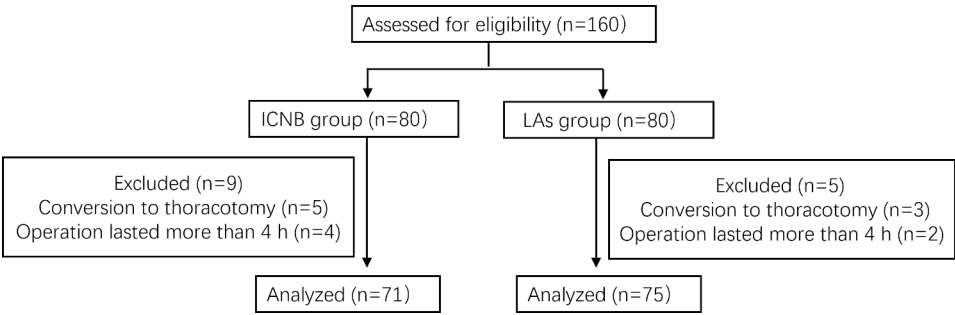 Assessed for eligibility (n=160)
ICNB group (n=80)
LAs group (n=80)
Excluded (n=9)
Conversion to thoracotomy (n=5)
Operation lasted more than 4 h (n=4)
Excluded (n=5)
Conversion to thoracotomy (n=3)
Operation lasted more than 4 h (n=2)
Analyzed (n=71)
Analyzed (n=75)